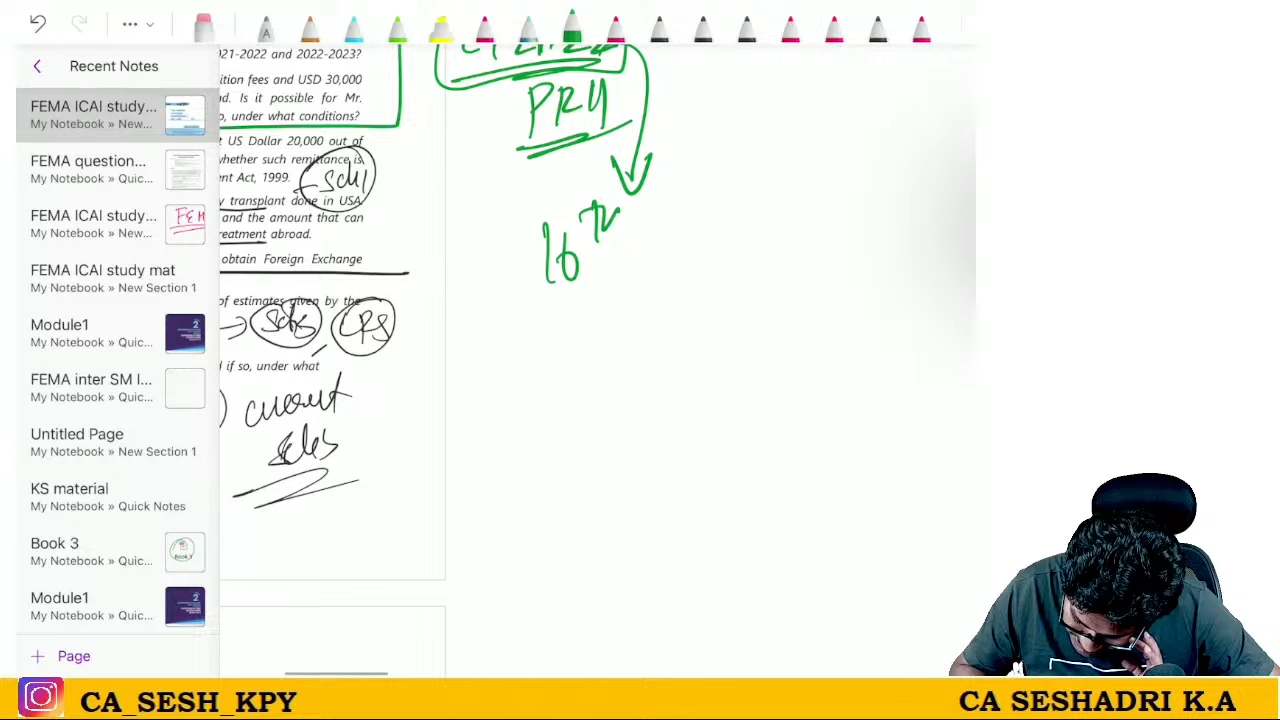 Recent Notes
FEMA ICAI study...
My Notebook » New...
FEMA question...
My Notebook » Quic...
FEMA ICAI study...
My Notebook » New...
FEMA ICAI study mat
My Notebook » New Section 1
Module1
My Notebook » Quic...
FEMA inter SM I...
My Notebook » Quic...
Untitled Page
My Notebook » New Section 1
KS material
My Notebook » Quick Notes
Book 3
My Notebook » Quic...
Module1
My Notebook » Quic...
+ Page
021-2022 and 2022-2023?
ition fees and USD 30,000
d. Is it possible for Mr.
o, under what conditions?
t US Dollar 20,000 out of
whether such remittance is
nt Act, 1999.
Sch1
y transplant done in USA
and the amount that can
reatment abroad.
obtain Foreign Exchange
of estimates given by the
LRS
d if so, under what
current
PRY
16
CA_SESH_KPY
CA SESHADRI K.A